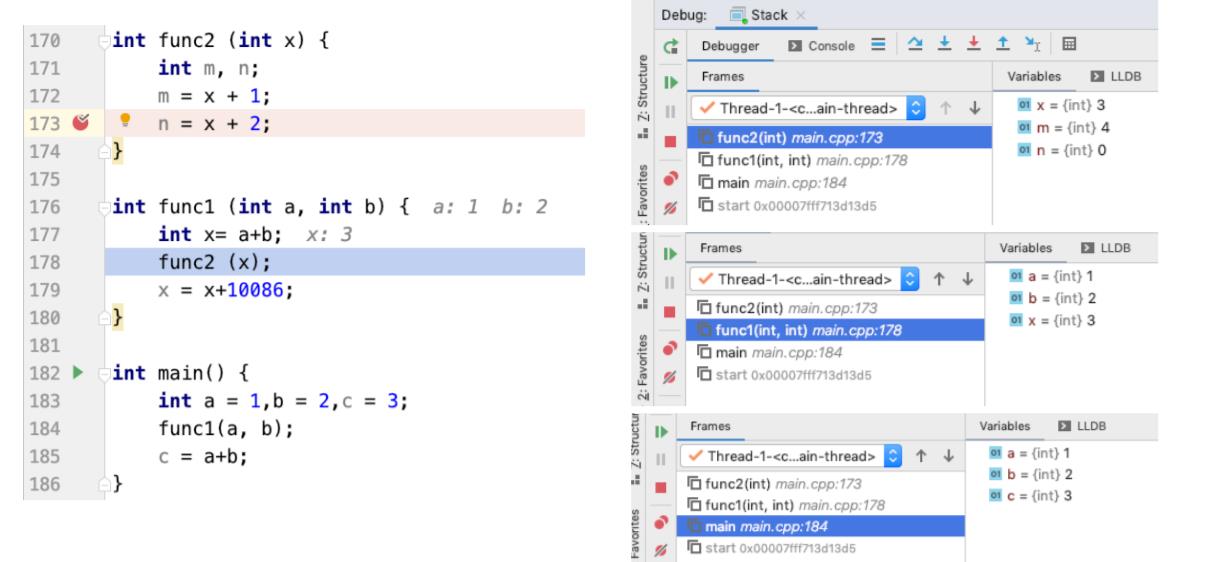 170 int func2 (int x) {
171 int m, n;
172 m = x + 1;
173 n = x + 2;
174 }
175
176 int func1 (int a, int b) { a: 1 b: 2
177 int x= a+b; x: 3
178 func2 (x);
179 x = x+10086;
180 }
181
182 int main() {
183 int a = 1,b = 2,c = 3;
184 func1(a, b);
185 c = a+b;
186 }
Debug: Stack ×
Debugger Console
Frames Variables LLDB
Thread-1-<c...ain-thread>
func2(int) main.cpp:173
func1(int, int) main.cpp:178
main main.cpp:184
start 0x00007fff713d13d5
x = {int} 3
m = {int} 4
n = {int} 0
Z: Structure
: Favorites
Frames Variables LLDB
Thread-1-<c...ain-thread>
func2(int) main.cpp:173
func1(int, int) main.cpp:178
main main.cpp:184
start 0x00007fff713d13d5
a = {int} 1
b = {int} 2
x = {int} 3
Z: Structur
2: Favorites
Frames Variables LLDB
Thread-1-<c...ain-thread>
func2(int) main.cpp:173
func1(int, int) main.cpp:178
main main.cpp:184
start 0x00007fff713d13d5
a = {int} 1
b = {int} 2
c = {int} 3
Z: Structu
Favorites